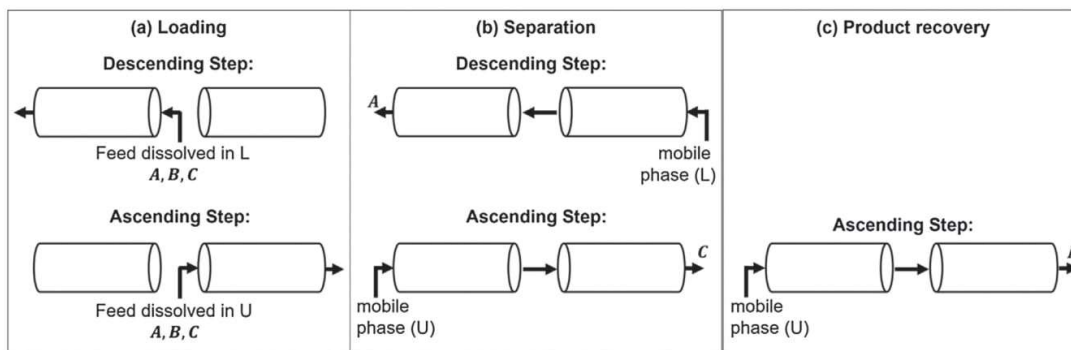 (a) Loading
Descending Step:
Feed dissolved in L
A, B, C
Ascending Step:
Feed dissolved in U
A, B, C
(b) Separation
Descending Step:
A
mobile
phase (L)
Ascending Step:
C
mobile
phase (U)
(c) Product recovery
Ascending Step:
mobile
phase (U)